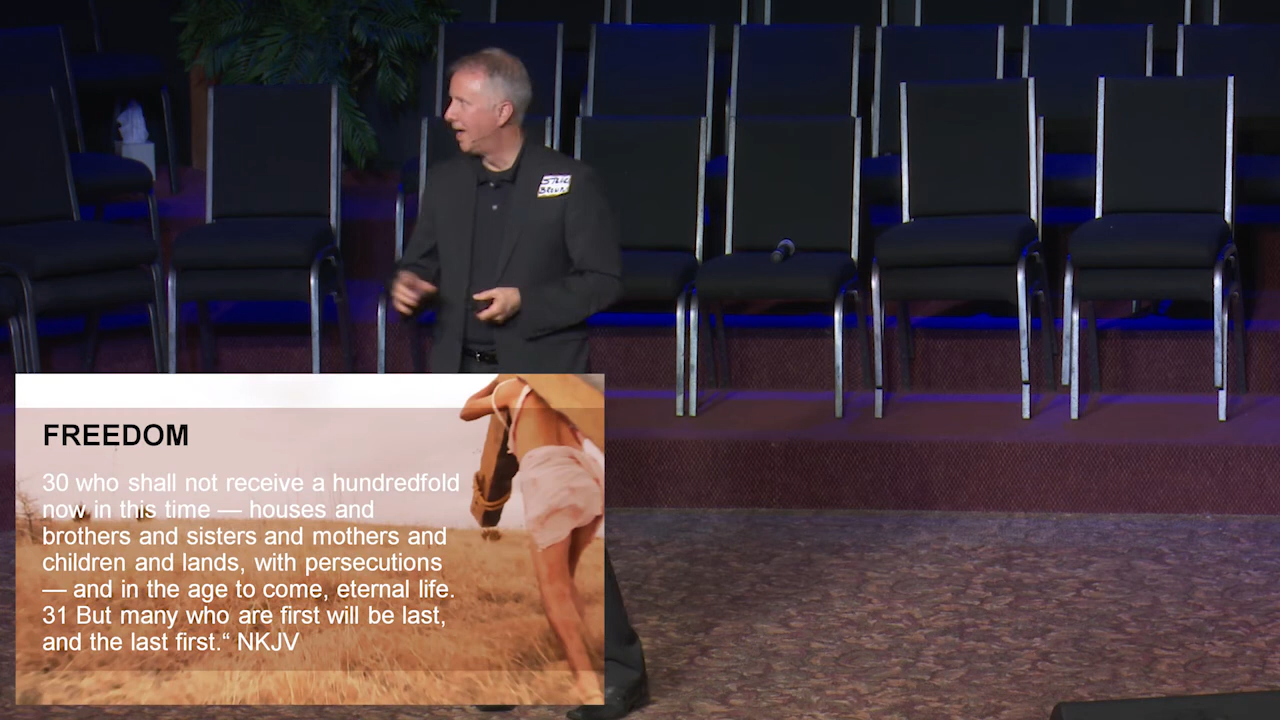 FREEDOM
30 who shall not receive a hundredfold
now in this time — houses and
brothers and sisters and mothers and
children and lands, with persecutions
— and in the age to come, eternal life.
31 But many who are first will be last,
and the last first.“ NKJV